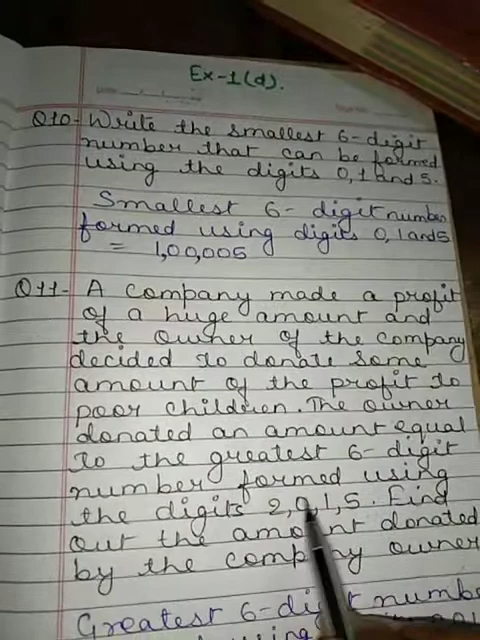 Ex-1(d).
Q10- Write the smallest 6-digit
number that can be formed
using the digits 0,1 and 5.
Smallest 6-digit number
formed using digits 0,1 and 5
= 1,00,005
Q11- A company made a profit
of a huge amount and
the owner of the company
decided to donate some
amount of the profit to
poor children. The owner
donated an amount equal
to the greatest 6-digit
number formed using
the digits 2,0,1,5. Find
out the amount donated
by the company owner
Greatest 6-digit numbe
using